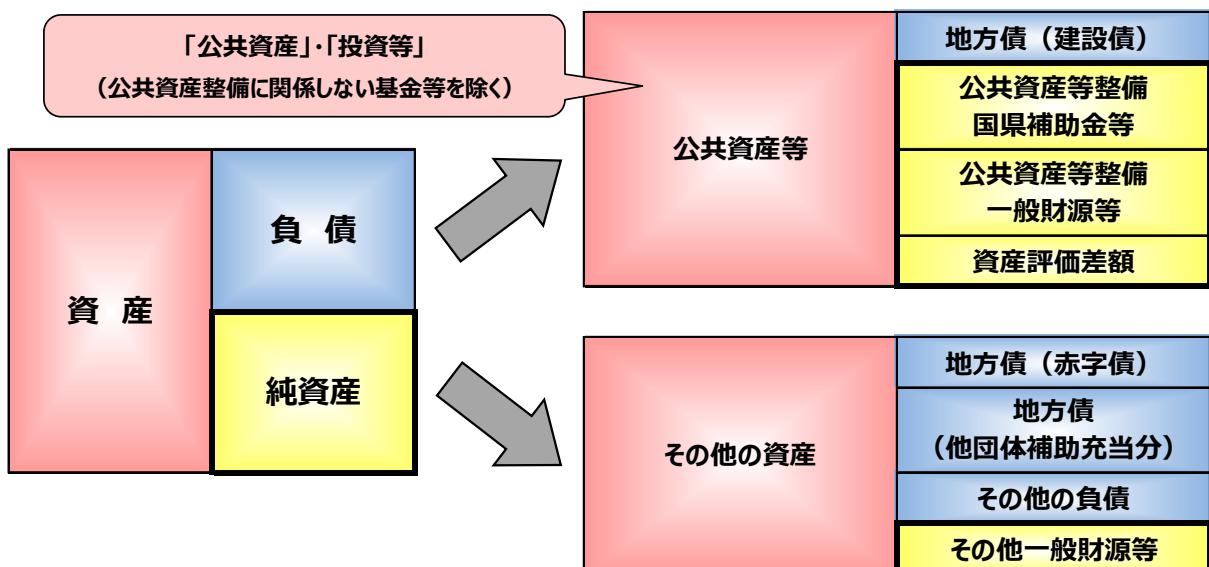 「公共資産」・「投資等」
（公共資産整備に関係しない基金等を除く）
資 産
負 債
純資産
公共資産等
地方債（建設債）
公共資産等整備
国県補助金等
公共資産等整備
一般財源等
資産評価差額
その他の資産
地方債（赤字債）
地方債
（他団体補助充当分）
その他の負債
その他一般財源等